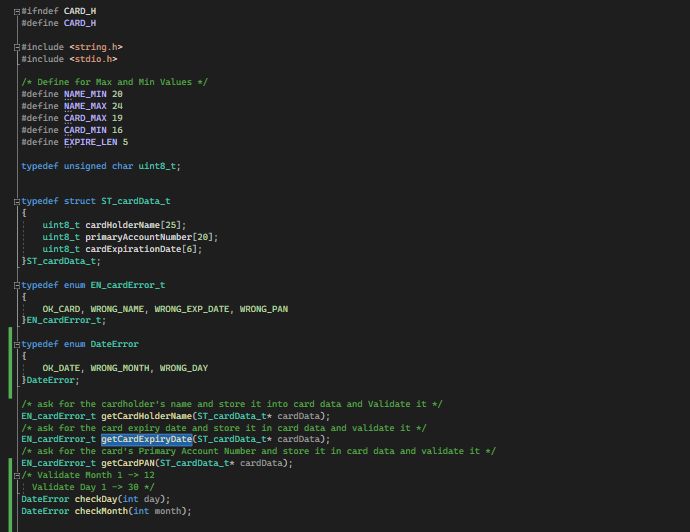 #ifndef CARD_H
#define CARD_H

#include <string.h>
#include <stdio.h>

/* Define for Max and Min Values */
#define NAME_MIN 20
#define NAME_MAX 24
#define CARD_MAX 19
#define CARD_MIN 16
#define EXPIRE_LEN 5

typedef unsigned char uint8_t;

typedef struct ST_cardData_t
{
    uint8_t cardHolderName[25];
    uint8_t primaryAccountNumber[20];
    uint8_t cardExpirationDate[6];
}ST_cardData_t;

typedef enum EN_cardError_t
{
    OK_CARD, WRONG_NAME, WRONG_EXP_DATE, WRONG_PAN
}EN_cardError_t;

typedef enum DateError
{
    OK_DATE, WRONG_MONTH, WRONG_DAY
}DateError;

/* ask for the cardholder's name and store it into card data and Validate it */
EN_cardError_t getCardHolderName(ST_cardData_t* cardData);
/* ask for the card expiry date and store it in card data and validate it */
EN_cardError_t getCardExpiryDate(ST_cardData_t* cardData);
/* ask for the card's Primary Account Number and store it in card data and validate it */
EN_cardError_t getCardPAN(ST_cardData_t* cardData);
/* Validate Month 1 -> 12
  Validate Day 1 -> 30 */
DateError checkDay(int day);
DateError checkMonth(int month);